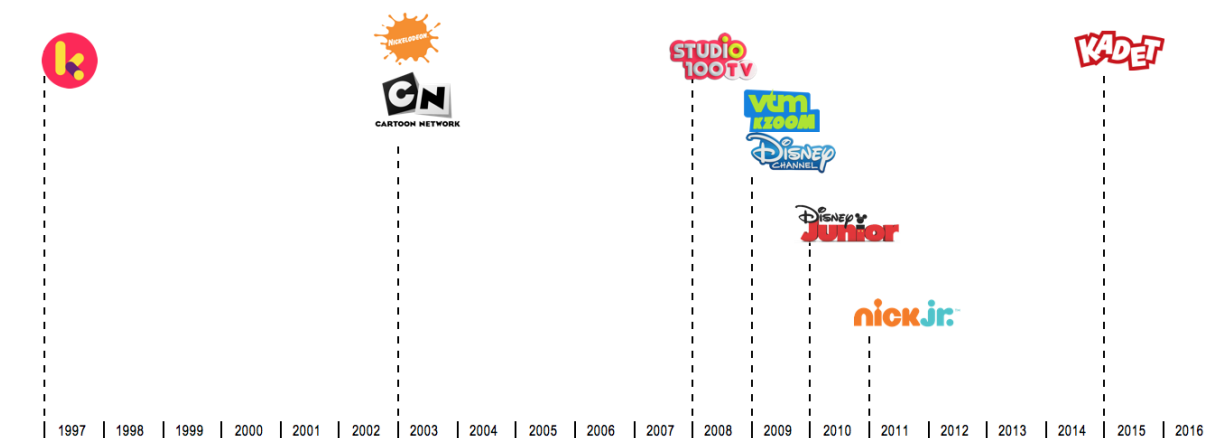 k
NICKELODEON
CN
CARTOON NETWORK
STUDIO
100TV
vtm
KZOOM
DISNEY
CHANNEL
DISNEY
Junior
nick jr.™
KADET
1997 1998 1999 2000 2001 2002 2003 2004 2005 2006 2007 2008 2009 2010 2011 2012 2013 2014 2015 2016